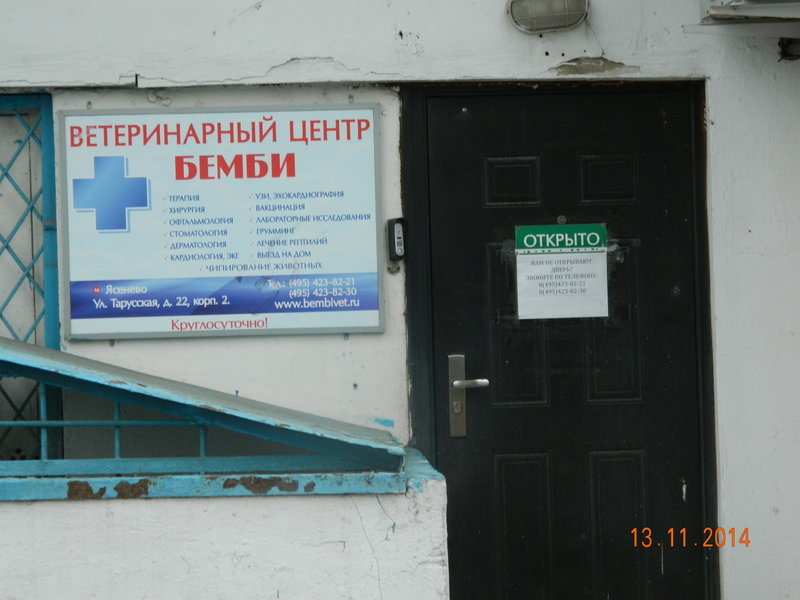 ВЕТЕРИНАРНЫЙ ЦЕНТР
БЕМБИ
ТЕРАПИЯ
ХИРУРГИЯ
ОФТАЛЬМОЛОГИЯ
СТОМАТОЛОГИЯ
ДЕРМАТОЛОГИЯ
КАРДИОЛОГИЯ, ЭКГ
УЗИ, ЭХОКАРДИОГРАФИЯ
ВАКЦИНАЦИЯ
ЛАБОРАТОРНЫЕ ИССЛЕДОВАНИЯ
ГРУММИНГ
ЛЕЧЕНИЕ РЕПТИЛИЙ
ВЫЕЗД НА ДОМ
ЧИПИРОВАНИЕ ЖИВОТНЫХ
М Ясенево
Ул. Тарусская, д. 22, корп. 2.
Тел.: (495) 423-82-21
(495) 423-82-30
www.bembivet.ru
Круглосуточно!
ОТКРЫТО
ВАМ НЕ ОТКРЫВАЮТ
ДВЕРЬ?
ЗВОНИТЕ ПО ТЕЛЕФОНУ:
8(495)423-82-21
8(495)423-82-30
13.11.2014